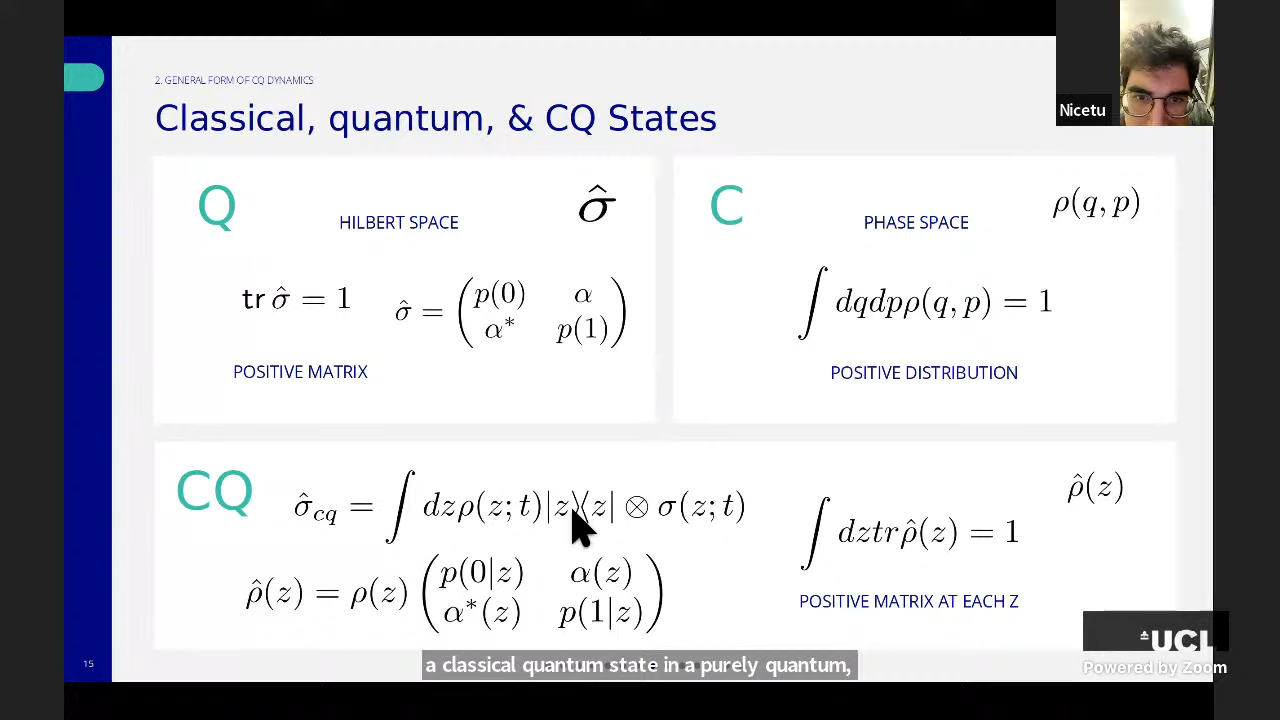 2. GENERAL FORM OF CQ DYNAMICS
Classical, quantum, & CQ States
Nicetu
Q
HILBERT SPACE
σ̂
tr σ̂ = 1
σ̂ = ( p(0) α
α* p(1) )
POSITIVE MATRIX
C
PHASE SPACE
ρ(q, p)
∫ dqdpρ(q, p) = 1
POSITIVE DISTRIBUTION
CQ
σ̂cq = ∫ dzρ(z; t)|z⟩⟨z| ⊗ σ(z; t)
ρ̂(z) = ρ(z) ( p(0|z) α(z)
α*(z) p(1|z) )
ρ̂(z)
∫ dztrρ̂(z) = 1
POSITIVE MATRIX AT EACH Z
15
a classical quantum state in a purely quantum,
UCL
Powered by Zoom